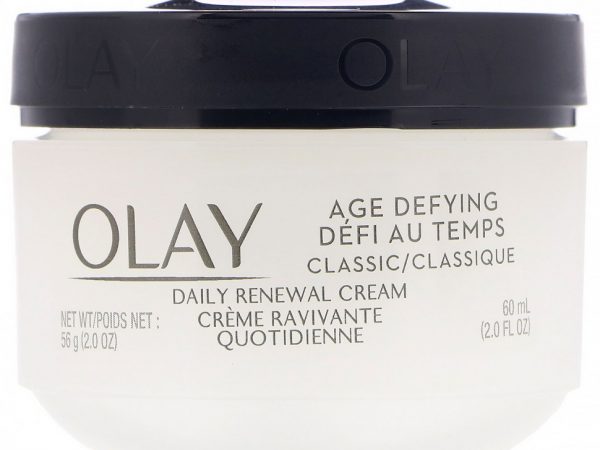 OLAY OLAY
OLAY
AGE DEFYING
DÉFI AU TEMPS
CLASSIC/CLASSIQUE
DAILY RENEWAL CREAM
CRÈME RAVIVANTE
QUOTIDIENNE
NET WT/POIDS NET :
56 g (2.0 OZ)
60 mL
(2.0 FL OZ)